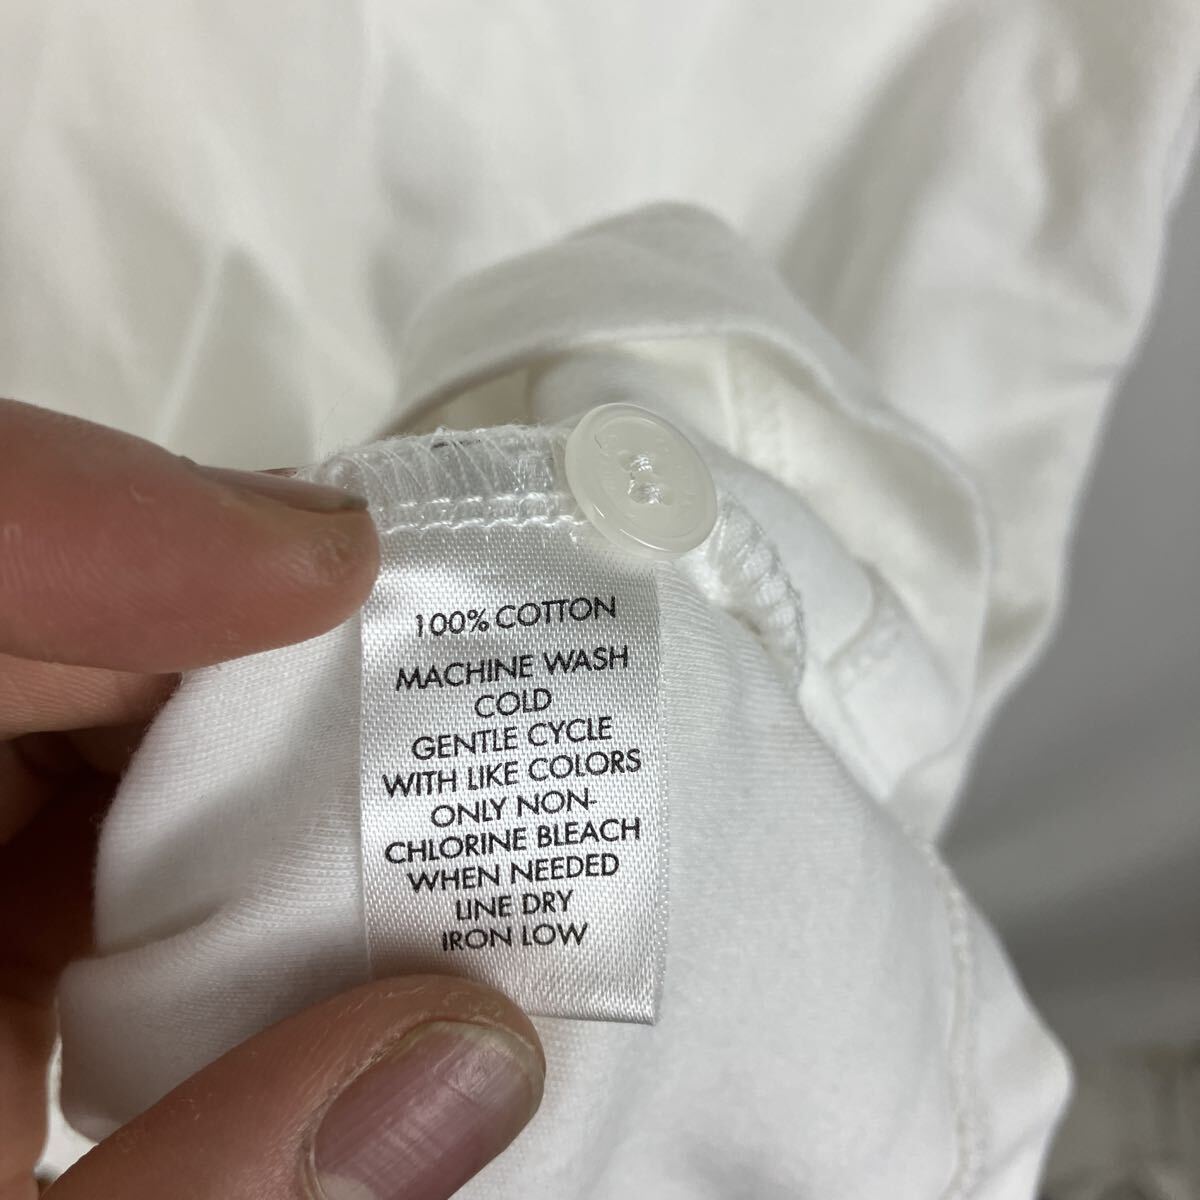 100% COTTON
MACHINE WASH
COLD
GENTLE CYCLE
WITH LIKE COLORS
ONLY NON-
CHLORINE BLEACH
WHEN NEEDED
LINE DRY
IRON LOW